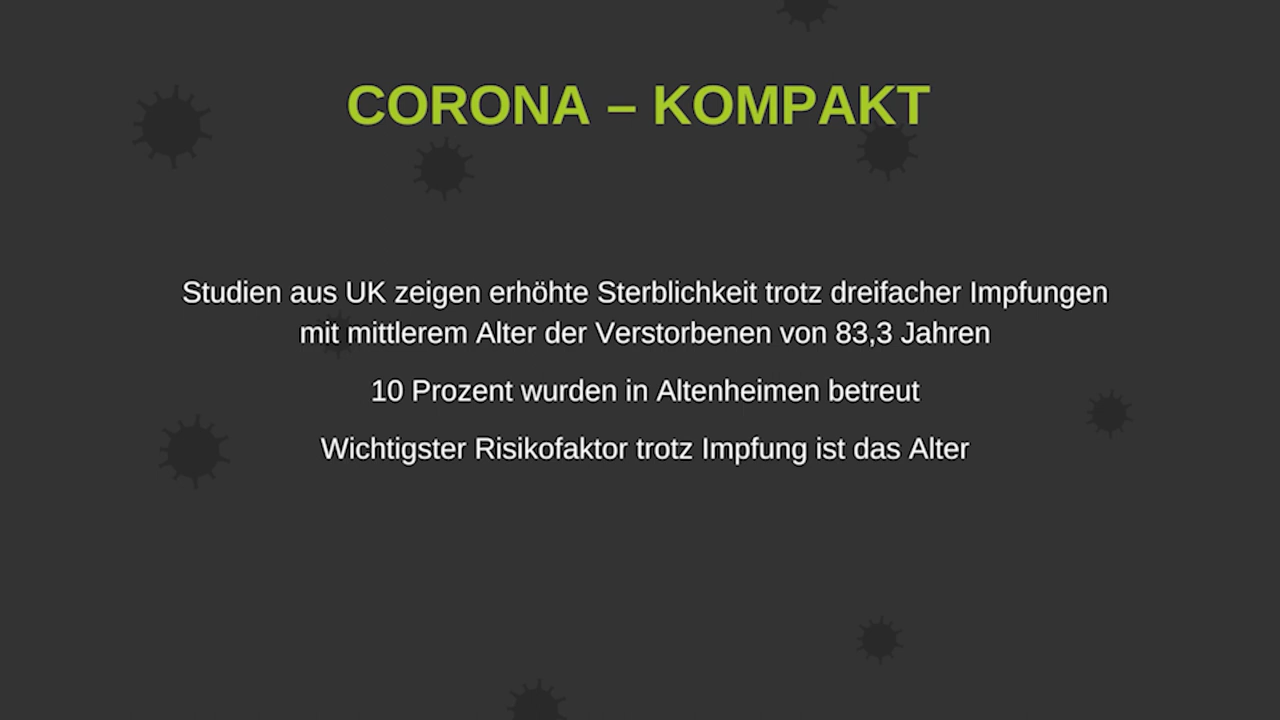 CORONA – KOMPAKT
Studien aus UK zeigen erhöhte Sterblichkeit trotz dreifacher Impfungen
mit mittlerem Alter der Verstorbenen von 83,3 Jahren
10 Prozent wurden in Altenheimen betreut
Wichtigster Risikofaktor trotz Impfung ist das Alter